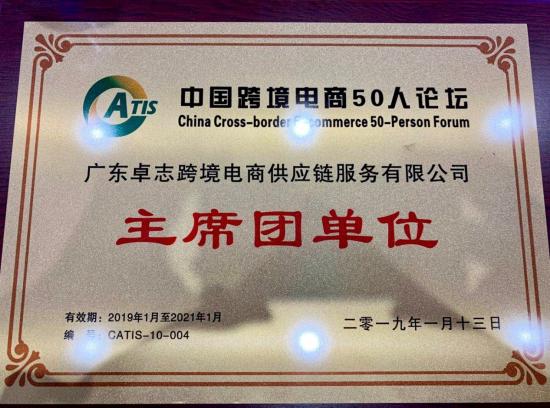 CATIS
中国跨境电商50人论坛
China Cross-border E-commerce 50-Person Forum
广东卓志跨境电商供应链服务有限公司
主席团单位
有效期：2019年1月至2021年1月
编 号：CATIS-10-004
二零一九年一月十三日